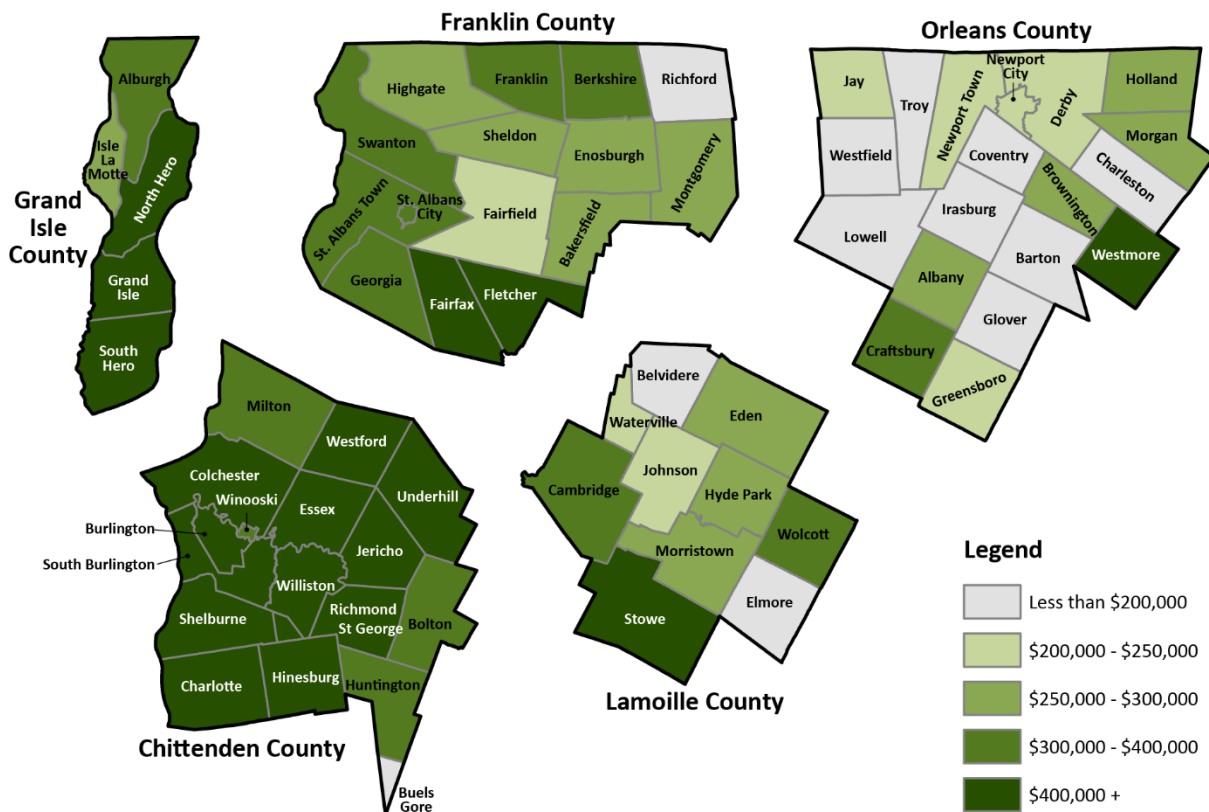 Franklin County
Orleans County
Alburgh
Isle
La
Motte
North Hero
Grand
Isle
County
Grand
Isle
South
Hero
Highgate
Franklin
Berkshire
Richford
Swanton
Sheldon
Enosburgh
Montgomery
St. Albans Town
St. Albans
City
Fairfield
Bakersfield
Georgia
Fairfax
Fletcher
Jay
Troy
Newport Town
Newport
City
Derby
Holland
Morgan
Westfield
Coventry
Charleston
Brownington
Irasburg
Lowell
Barton
Westmore
Albany
Glover
Craftsbury
Greensboro
Milton
Westford
Colchester
Winooski
Essex
Underhill
Burlington
South Burlington
Jericho
Williston
Shelburne
Richmond
St George
Bolton
Charlotte
Hinesburg
Huntington
Buels
Gore
Chittenden County
Belvidere
Waterville
Eden
Johnson
Cambridge
Hyde Park
Wolcott
Morristown
Elmore
Stowe
Lamoille County
Legend
Less than $200,000
$200,000 - $250,000
$250,000 - $300,000
$300,000 - $400,000
$400,000 +